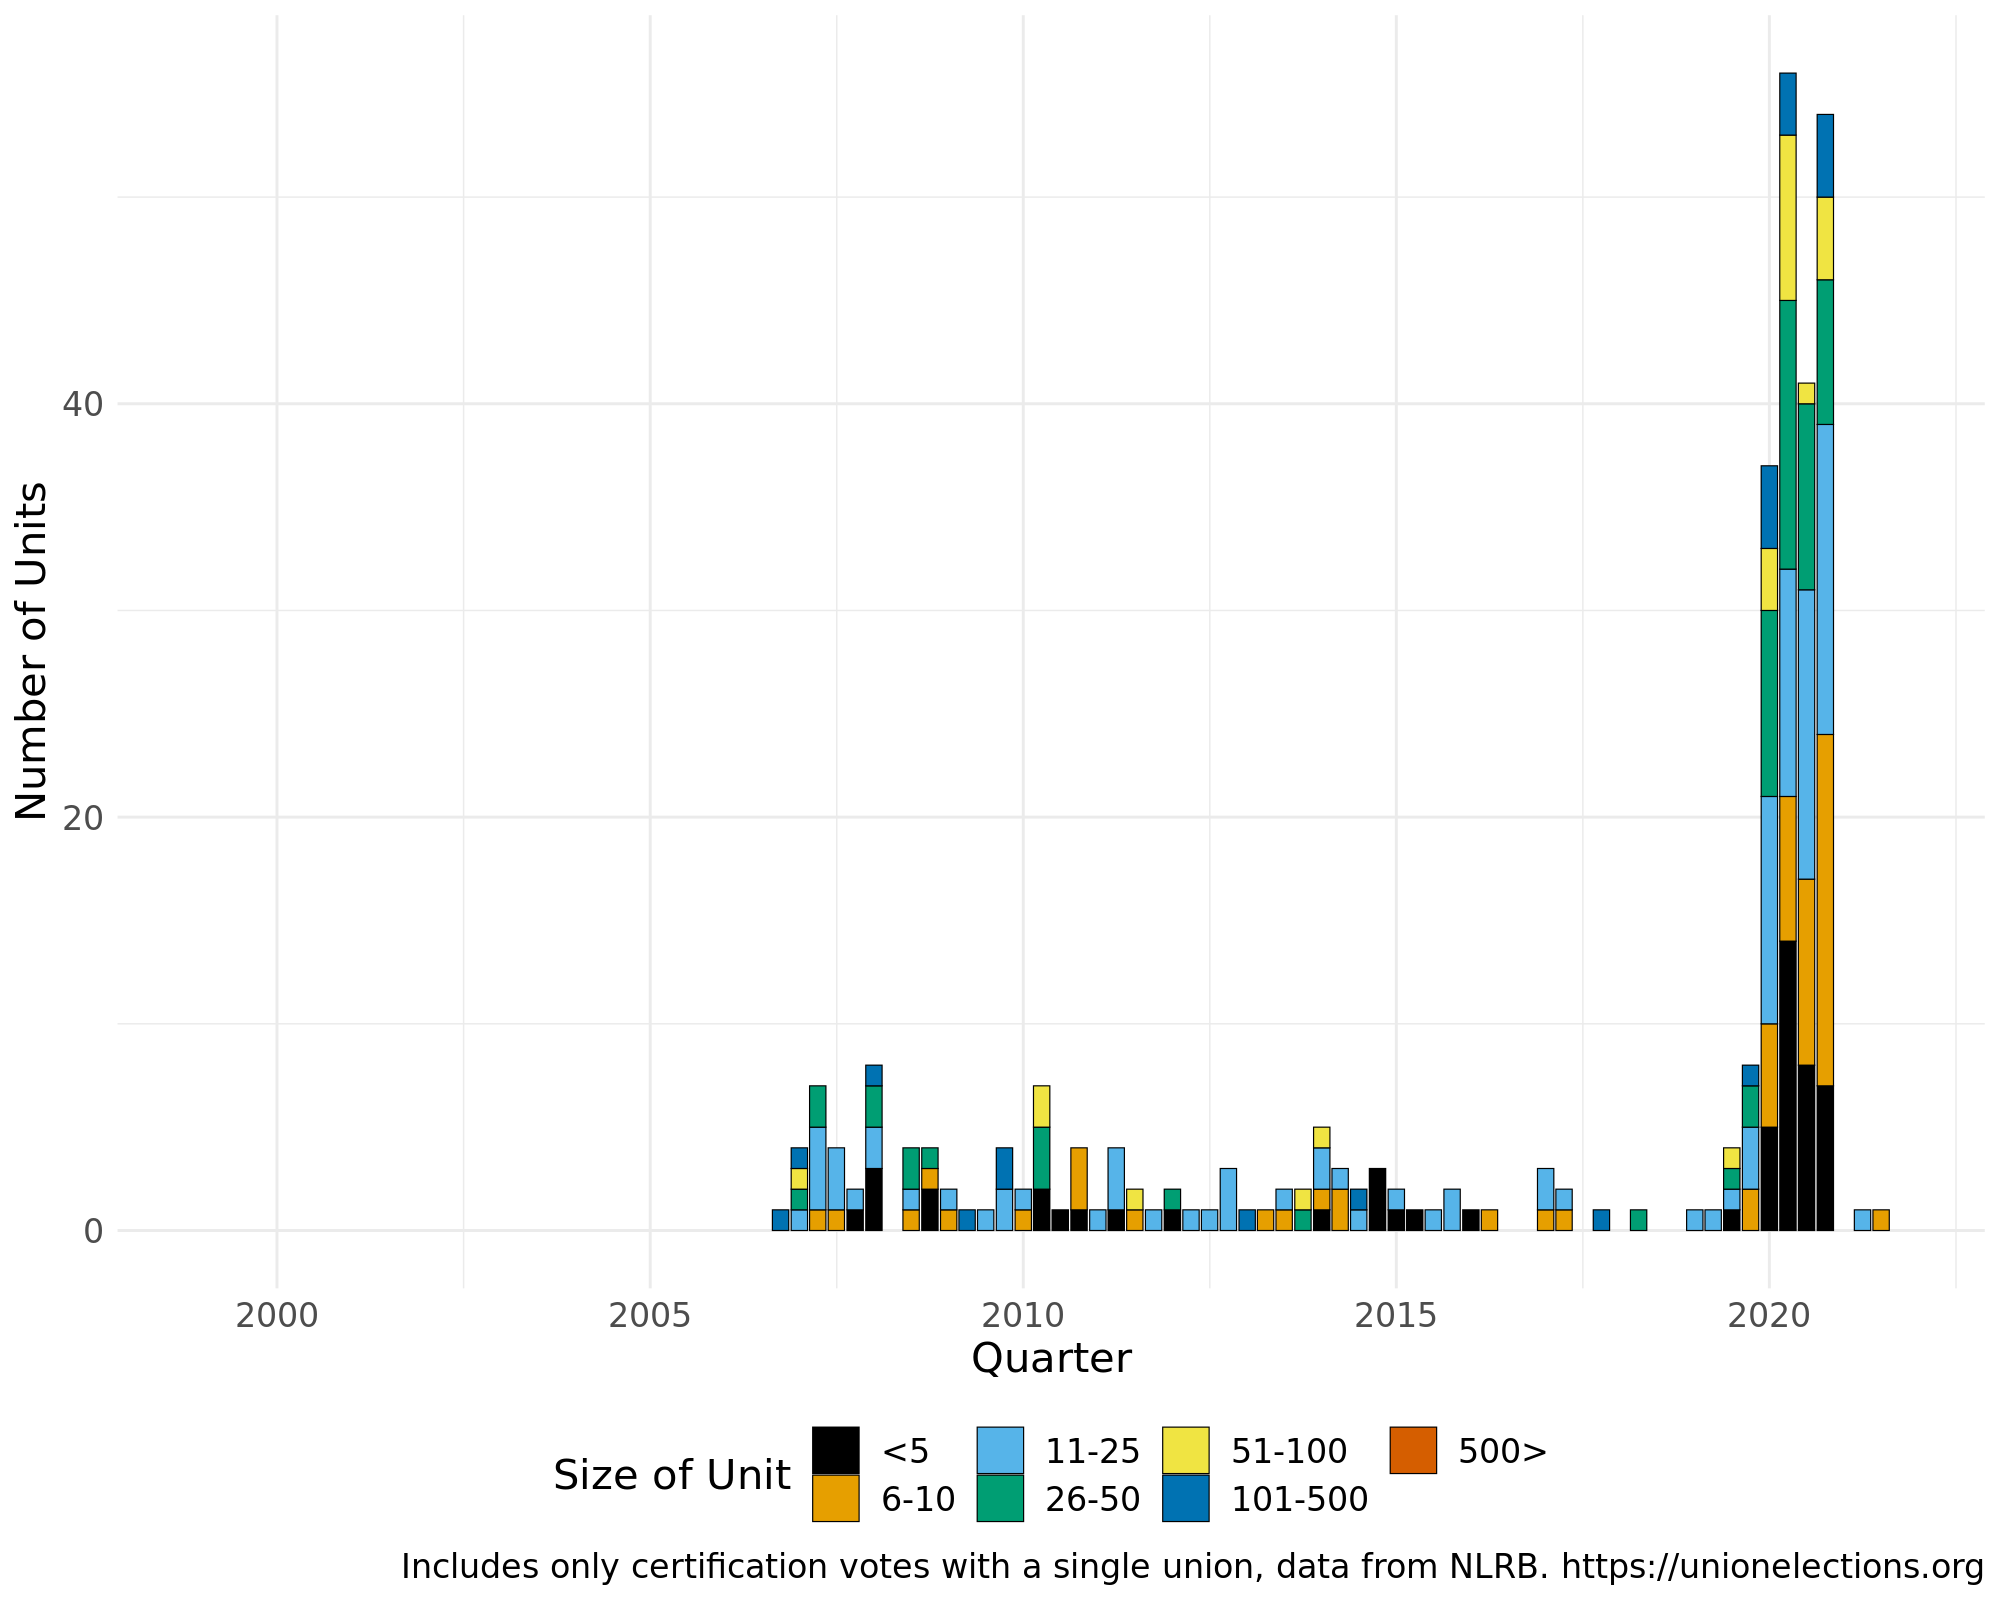 40
20
0
Number of Units
2000 2005 2010 2015 2020
Quarter
Size of Unit
<5 11-25 51-100 500>
6-10 26-50 101-500
Includes only certification votes with a single union, data from NLRB. https://unionelections.org